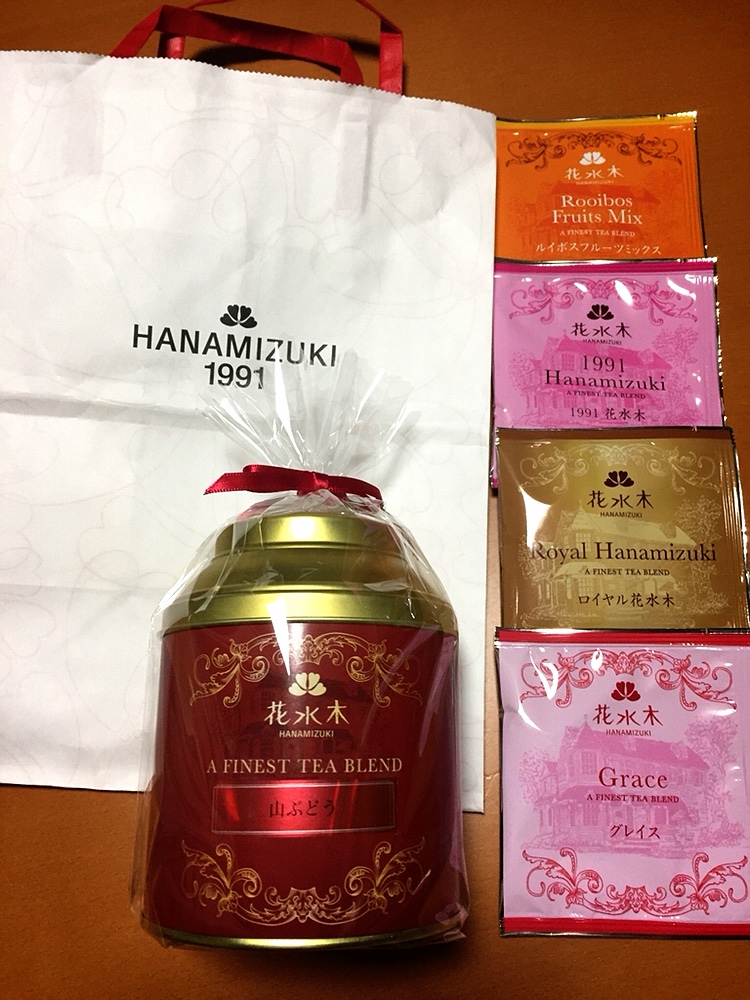 HANAMIZUKI
1991
花水木
HANAMIZUKI
A FINEST TEA BLEND
山ぶどう
花水木
HANAMIZUKI
Rooibos
Fruits Mix
A FINEST TEA BLEND
ルイボスフルーツミックス
花水木
HANAMIZUKI
1991
Hanamizuki
A FINEST TEA BLEND
1991 花水木
花水木
HANAMIZUKI
Royal Hanamizuki
A FINEST TEA BLEND
ロイヤル花水木
花水木
HANAMIZUKI
Grace
A FINEST TEA BLEND
グレイス